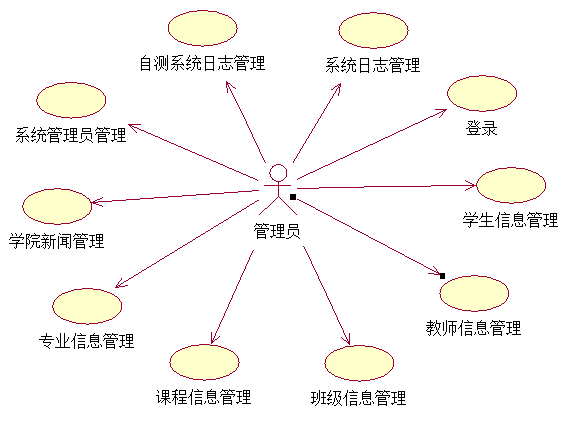 自测系统日志管理
系统日志管理
系统管理员管理
登录
学院新闻管理
管理员
学生信息管理
专业信息管理
教师信息管理
课程信息管理
班级信息管理